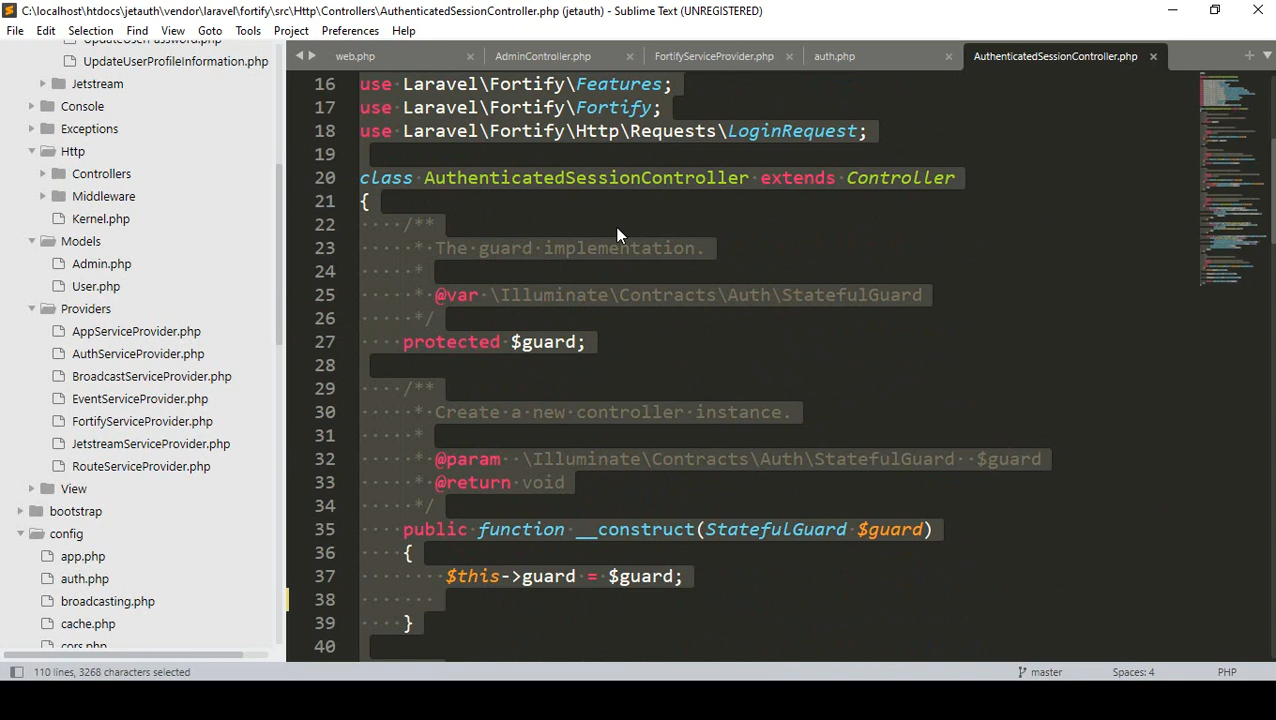 C:\localhost\htdocs\jetauth\vendor\laravel\fortify\src\Http\Controllers\AuthenticatedSessionController.php (jetauth) - Sublime Text (UNREGISTERED)
File Edit Selection Find View Goto Tools Project Preferences Help
UpdateUserPassword.php
UpdateUserProfileInformation.php
Jetstream
Console
Exceptions
Http
Controllers
Middleware
Kernel.php
Models
Admin.php
User.php
Providers
AppServiceProvider.php
AuthServiceProvider.php
BroadcastServiceProvider.php
EventServiceProvider.php
FortifyServiceProvider.php
JetstreamServiceProvider.php
RouteServiceProvider.php
View
bootstrap
config
app.php
auth.php
broadcasting.php
cache.php
cors.php
web.php AdminController.php FortifyServiceProvider.php auth.php AuthenticatedSessionController.php
16 use Laravel\Fortify\Features;
17 use Laravel\Fortify\Fortify;
18 use Laravel\Fortify\Http\Requests\LoginRequest;
19
20 class AuthenticatedSessionController extends Controller
21 {
22 /**
23 * The guard implementation.
24 *
25 * @var \Illuminate\Contracts\Auth\StatefulGuard
26 */
27 protected $guard;
28
29 /**
30 * Create a new controller instance.
31 *
32 * @param \Illuminate\Contracts\Auth\StatefulGuard $guard
33 * @return void
34 */
35 public function __construct(StatefulGuard $guard)
36 {
37 $this->guard = $guard;
38
39 }
40
110 lines, 3268 characters selected master Spaces: 4 PHP